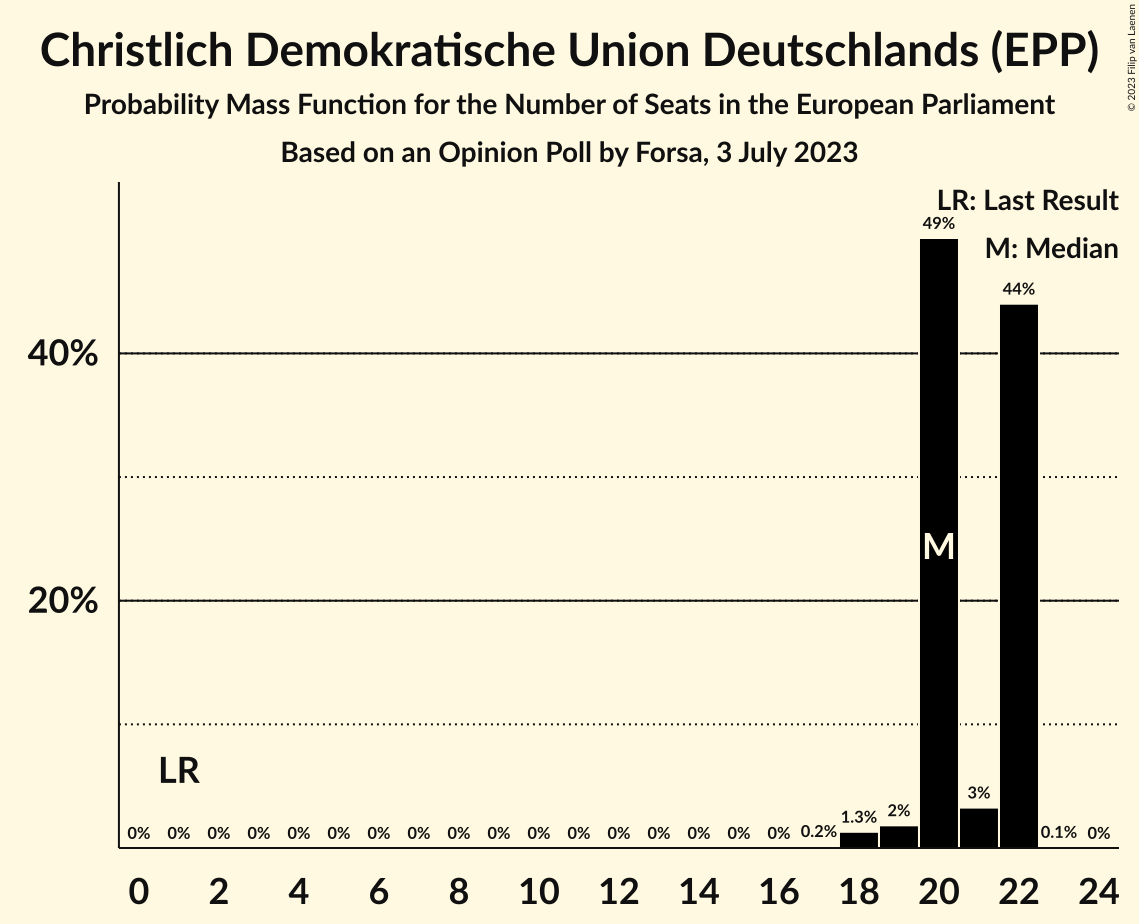 Christlich Demokratische Union Deutschlands (EPP)
Probability Mass Function for the Number of Seats in the European Parliament
Based on an Opinion Poll by Forsa, 3 July 2023
© 2023 Filip van Laenen
LR: Last Result
M: Median
49%
44%
40%
M
20%
LR
0% 0% 0% 0% 0% 0% 0% 0% 0% 0% 0% 0% 0% 0% 0% 0% 0% 0.2% 1.3% 2% 3% 0.1% 0%
0 2 4 6 8 10 12 14 16 18 20 22 24